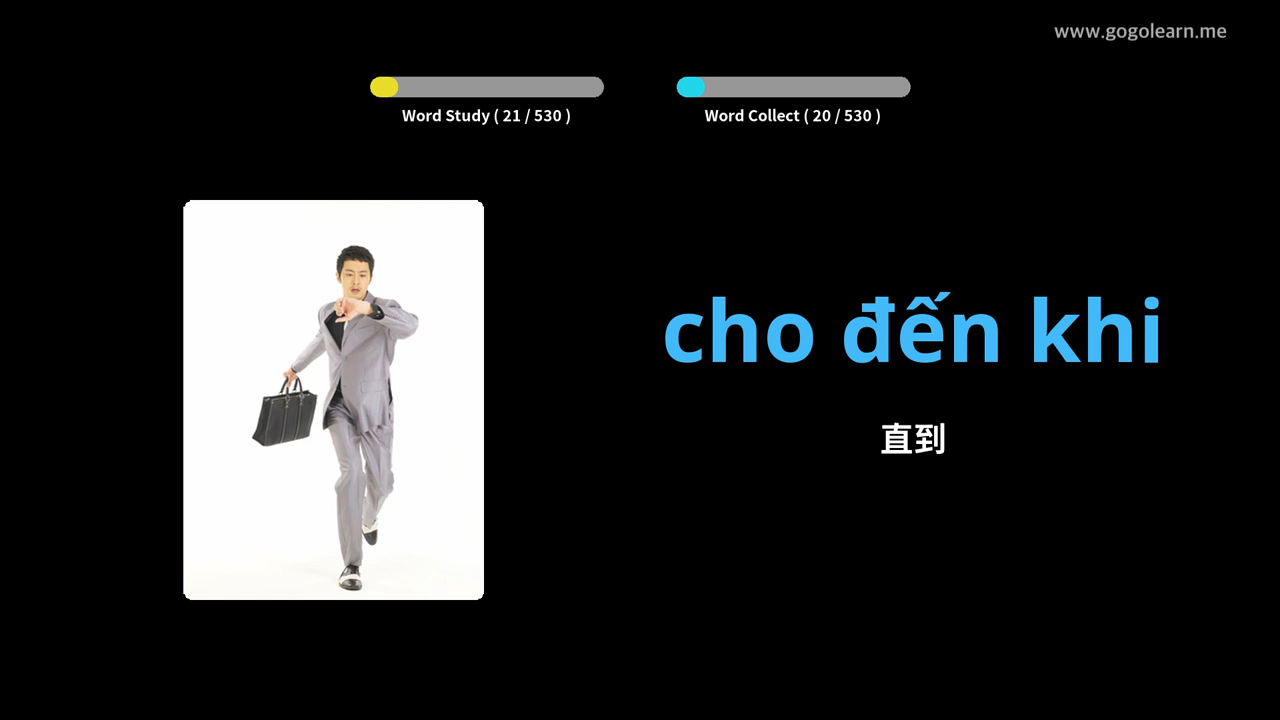 www.gogolearn.me
Word Study ( 21 / 530 )
Word Collect ( 20 / 530 )
cho đến khi
直到